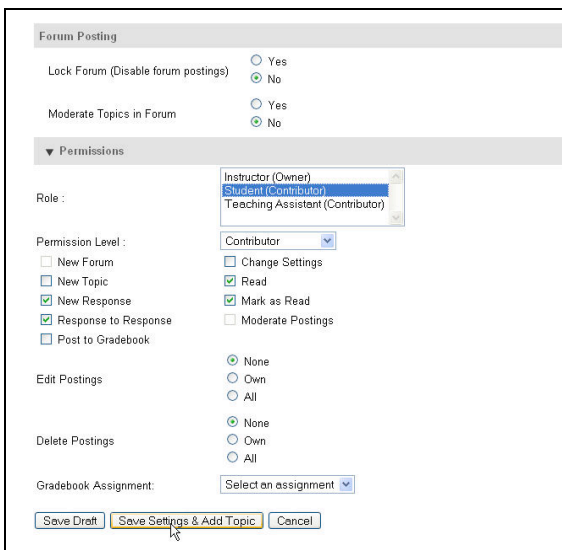 Forum Posting
Lock Forum (Disable forum postings)
Yes
No
Moderate Topics in Forum
Yes
No
Permissions
Role :
Instructor (Owner)
Student (Contributor)
Teaching Assistant (Contributor)
Permission Level :
Contributor
New Forum
Change Settings
New Topic
Read
New Response
Mark as Read
Response to Response
Moderate Postings
Post to Gradebook
Edit Postings
None
Own
All
Delete Postings
None
Own
All
Gradebook Assignment:
Select an assignment
Save Draft
Save Settings & Add Topic
Cancel